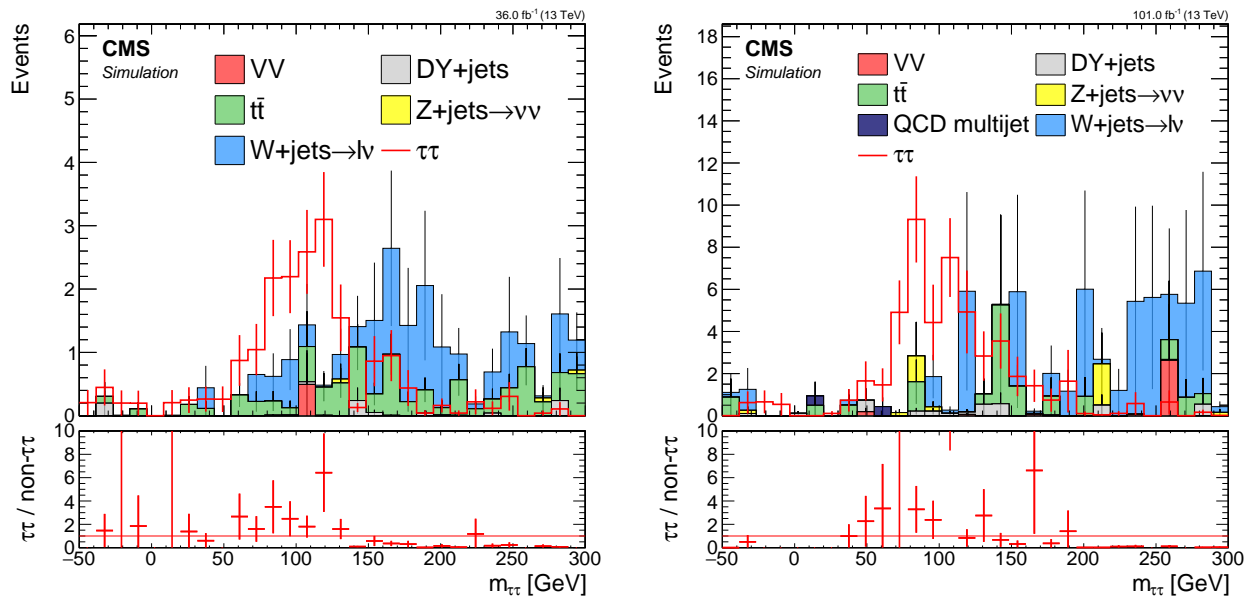 36.0 fb⁻¹ (13 TeV)
Events
6
5
4
3
2
1
0
CMS
Simulation
VV
DY+jets
tt̄
Z+jets→νν
W+jets→lν
ττ
ττ / non-ττ
10
8
6
4
2
0
−50 0 50 100 150 200 250 300
m_ττ [GeV]
101.0 fb⁻¹ (13 TeV)
Events
18
16
14
12
10
8
6
4
2
0
CMS
Simulation
VV
DY+jets
tt̄
Z+jets→νν
QCD multijet
W+jets→lν
ττ
ττ / non-ττ
10
8
6
4
2
0
−50 0 50 100 150 200 250 300
m_ττ [GeV]